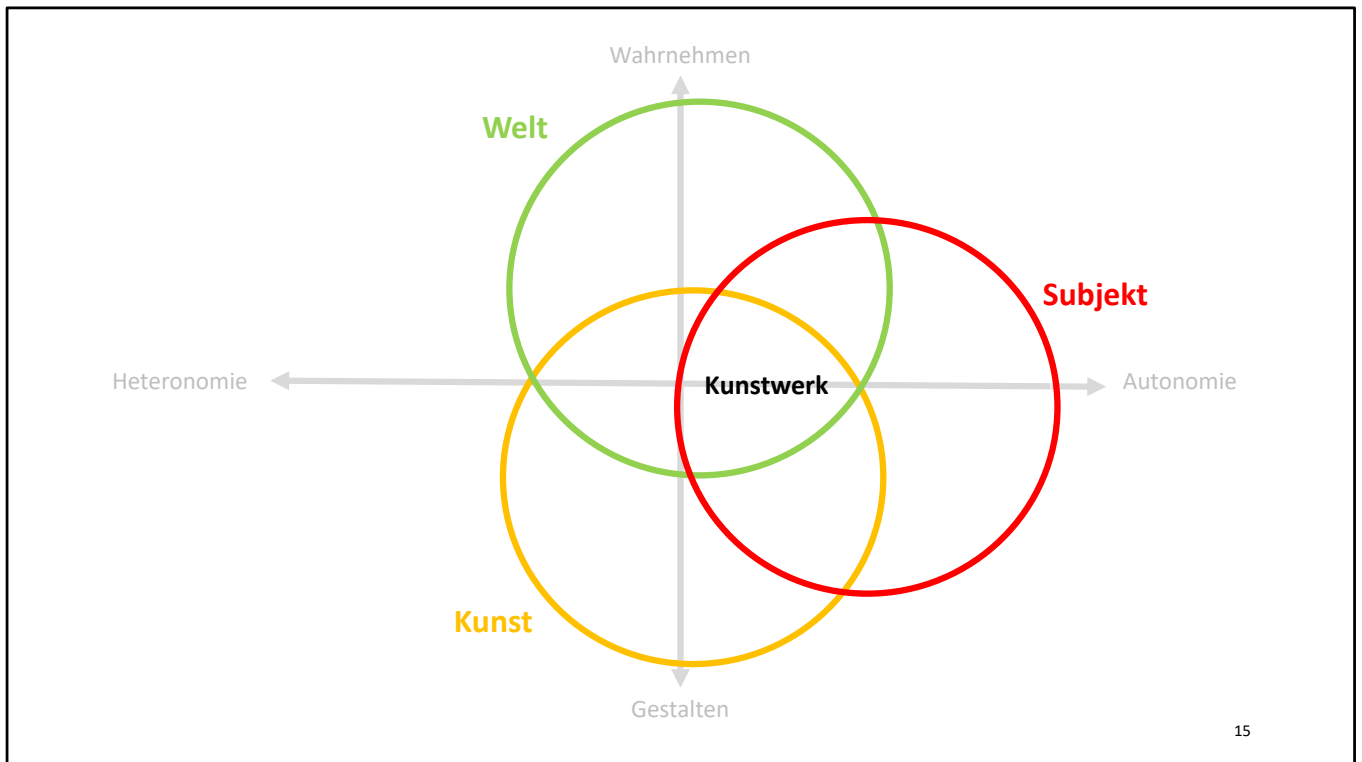 Wahrnehmen
Welt
Subjekt
Heteronomie
Kunstwerk
Autonomie
Kunst
Gestalten
15